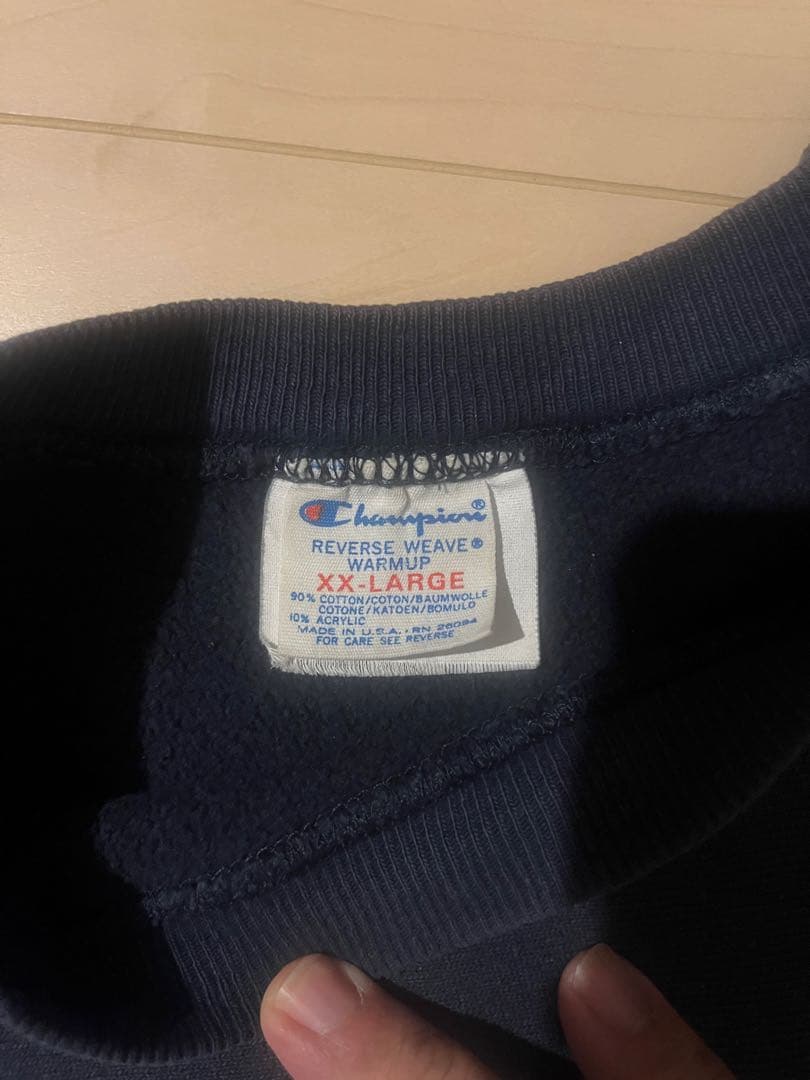 Champion®
REVERSE WEAVE®
WARMUP
XX-LARGE
90% COTTON/COTON/BAUMWOLLE
COTONE/KATOEN/BOMULO
10% ACRYLIC
MADE IN U.S.A. · RN 26094
FOR CARE SEE REVERSE